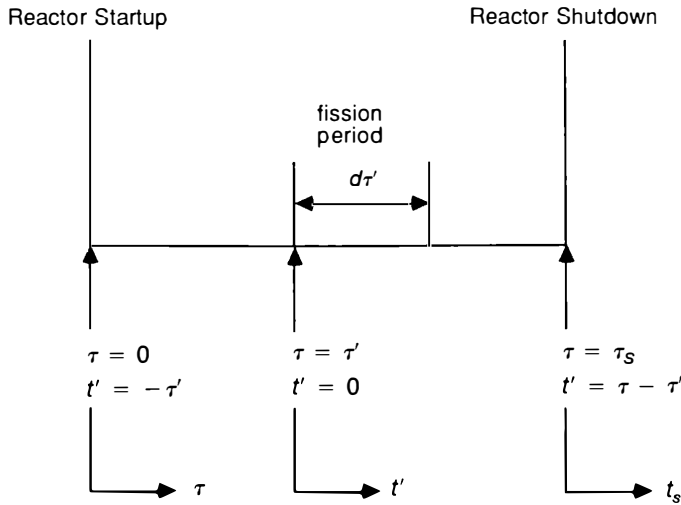 Reactor Startup
Reactor Shutdown
fission
period
dτ′
τ = 0
t′ = −τ′
τ = τ′
t′ = 0
τ = τₛ
t′ = τ − τ′
τ
t′
tₛ